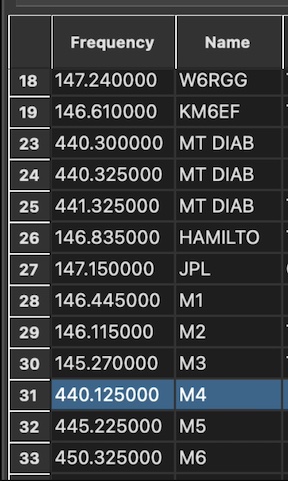 Frequency Name
18 147.240000 W6RGG
19 146.610000 KM6EF
23 440.300000 MT DIAB
24 440.325000 MT DIAB
25 441.325000 MT DIAB
26 146.835000 HAMILTO
27 147.150000 JPL
28 146.445000 M1
29 146.115000 M2
30 145.270000 M3
31 440.125000 M4
32 445.225000 M5
33 450.325000 M6